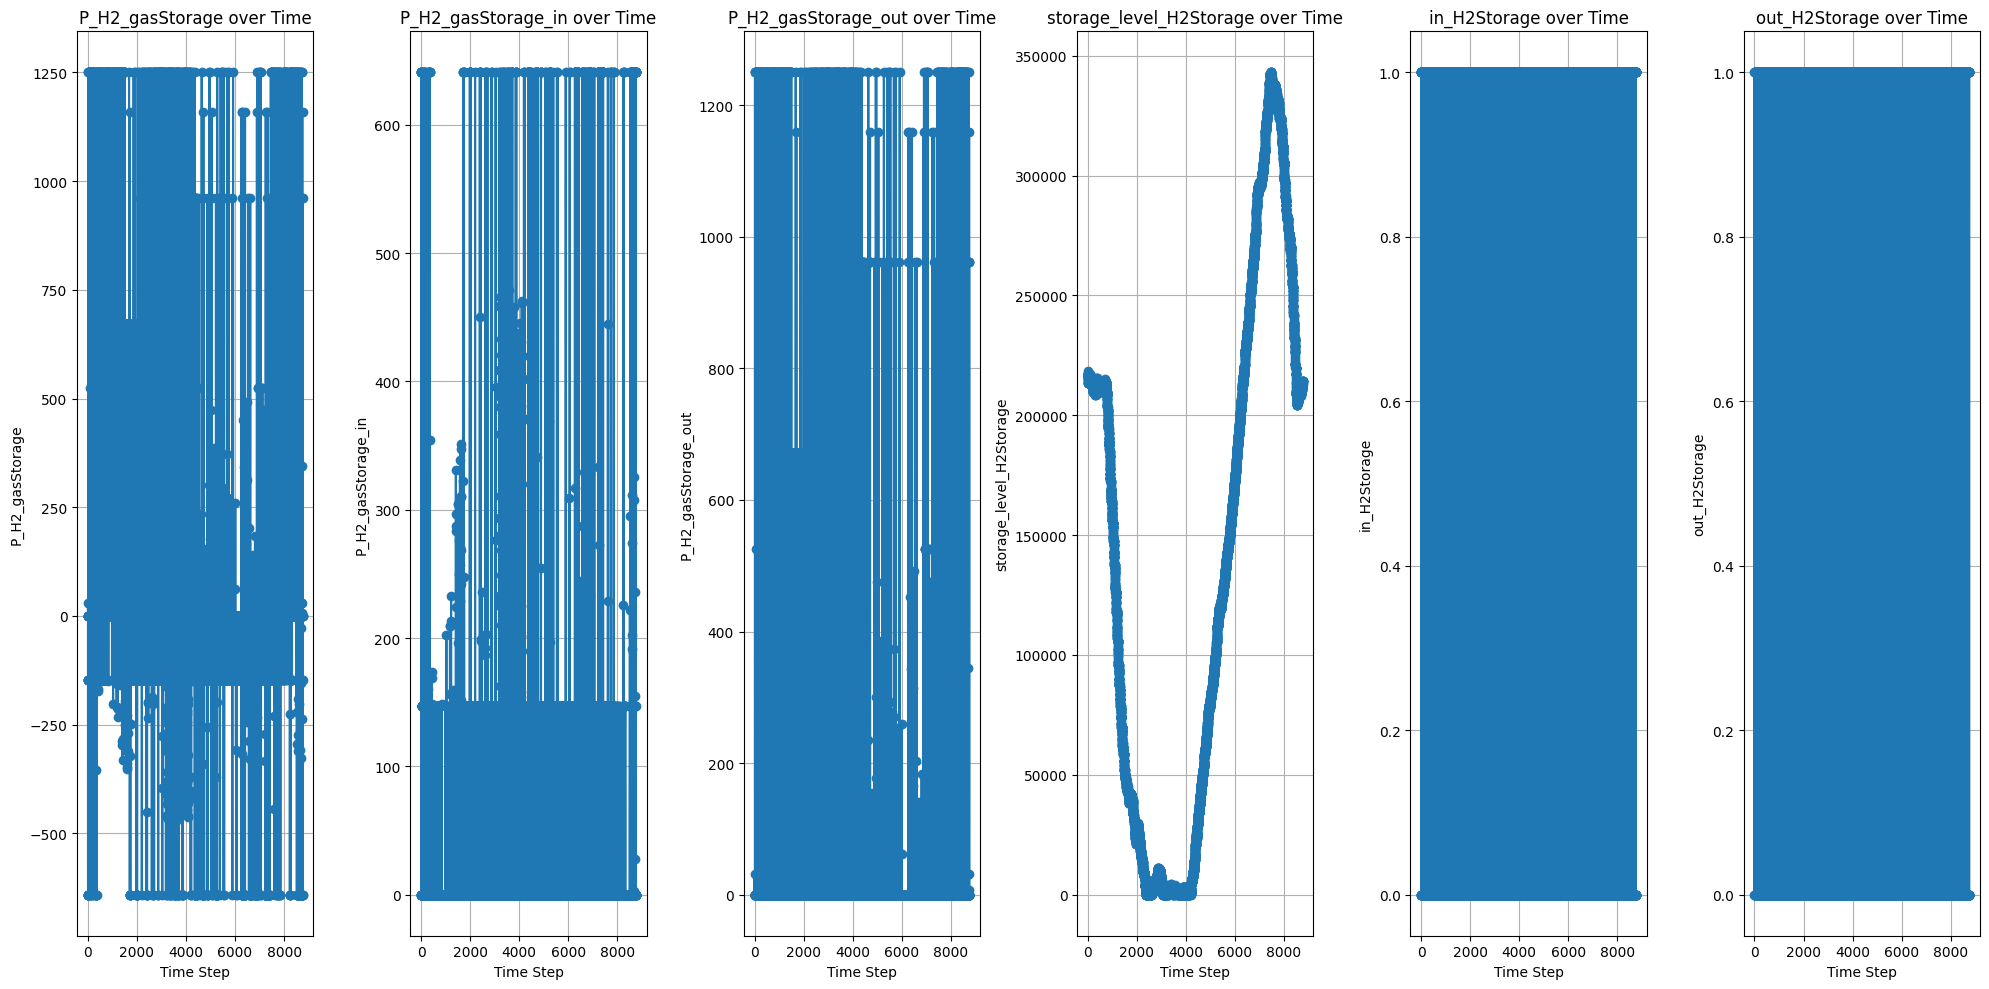 P_H2_gasStorage over Time
P_H2_gasStorage
1250
1000
750
500
250
0
−250
−500
0 2000 4000 6000 8000
Time Step
P_H2_gasStorage_in over Time
P_H2_gasStorage_in
600
500
400
300
200
100
0
0 2000 4000 6000 8000
Time Step
P_H2_gasStorage_out over Time
P_H2_gasStorage_out
1200
1000
800
600
400
200
0
0 2000 4000 6000 8000
Time Step
storage_level_H2Storage over Time
storage_level_H2Storage
350000
300000
250000
200000
150000
100000
50000
0
0 2000 4000 6000 8000
Time Step
in_H2Storage over Time
in_H2Storage
1.0
0.8
0.6
0.4
0.2
0.0
0 2000 4000 6000 8000
Time Step
out_H2Storage over Time
out_H2Storage
1.0
0.8
0.6
0.4
0.2
0.0
0 2000 4000 6000 8000
Time Step